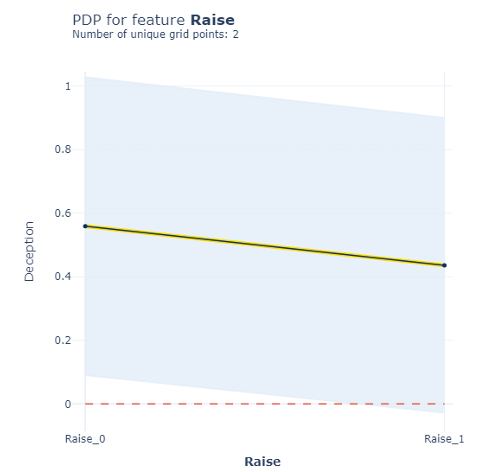 PDP for feature Raise
Number of unique grid points: 2
1
0.8
0.6
0.4
0.2
0
Deception
Raise_0
Raise_1
Raise